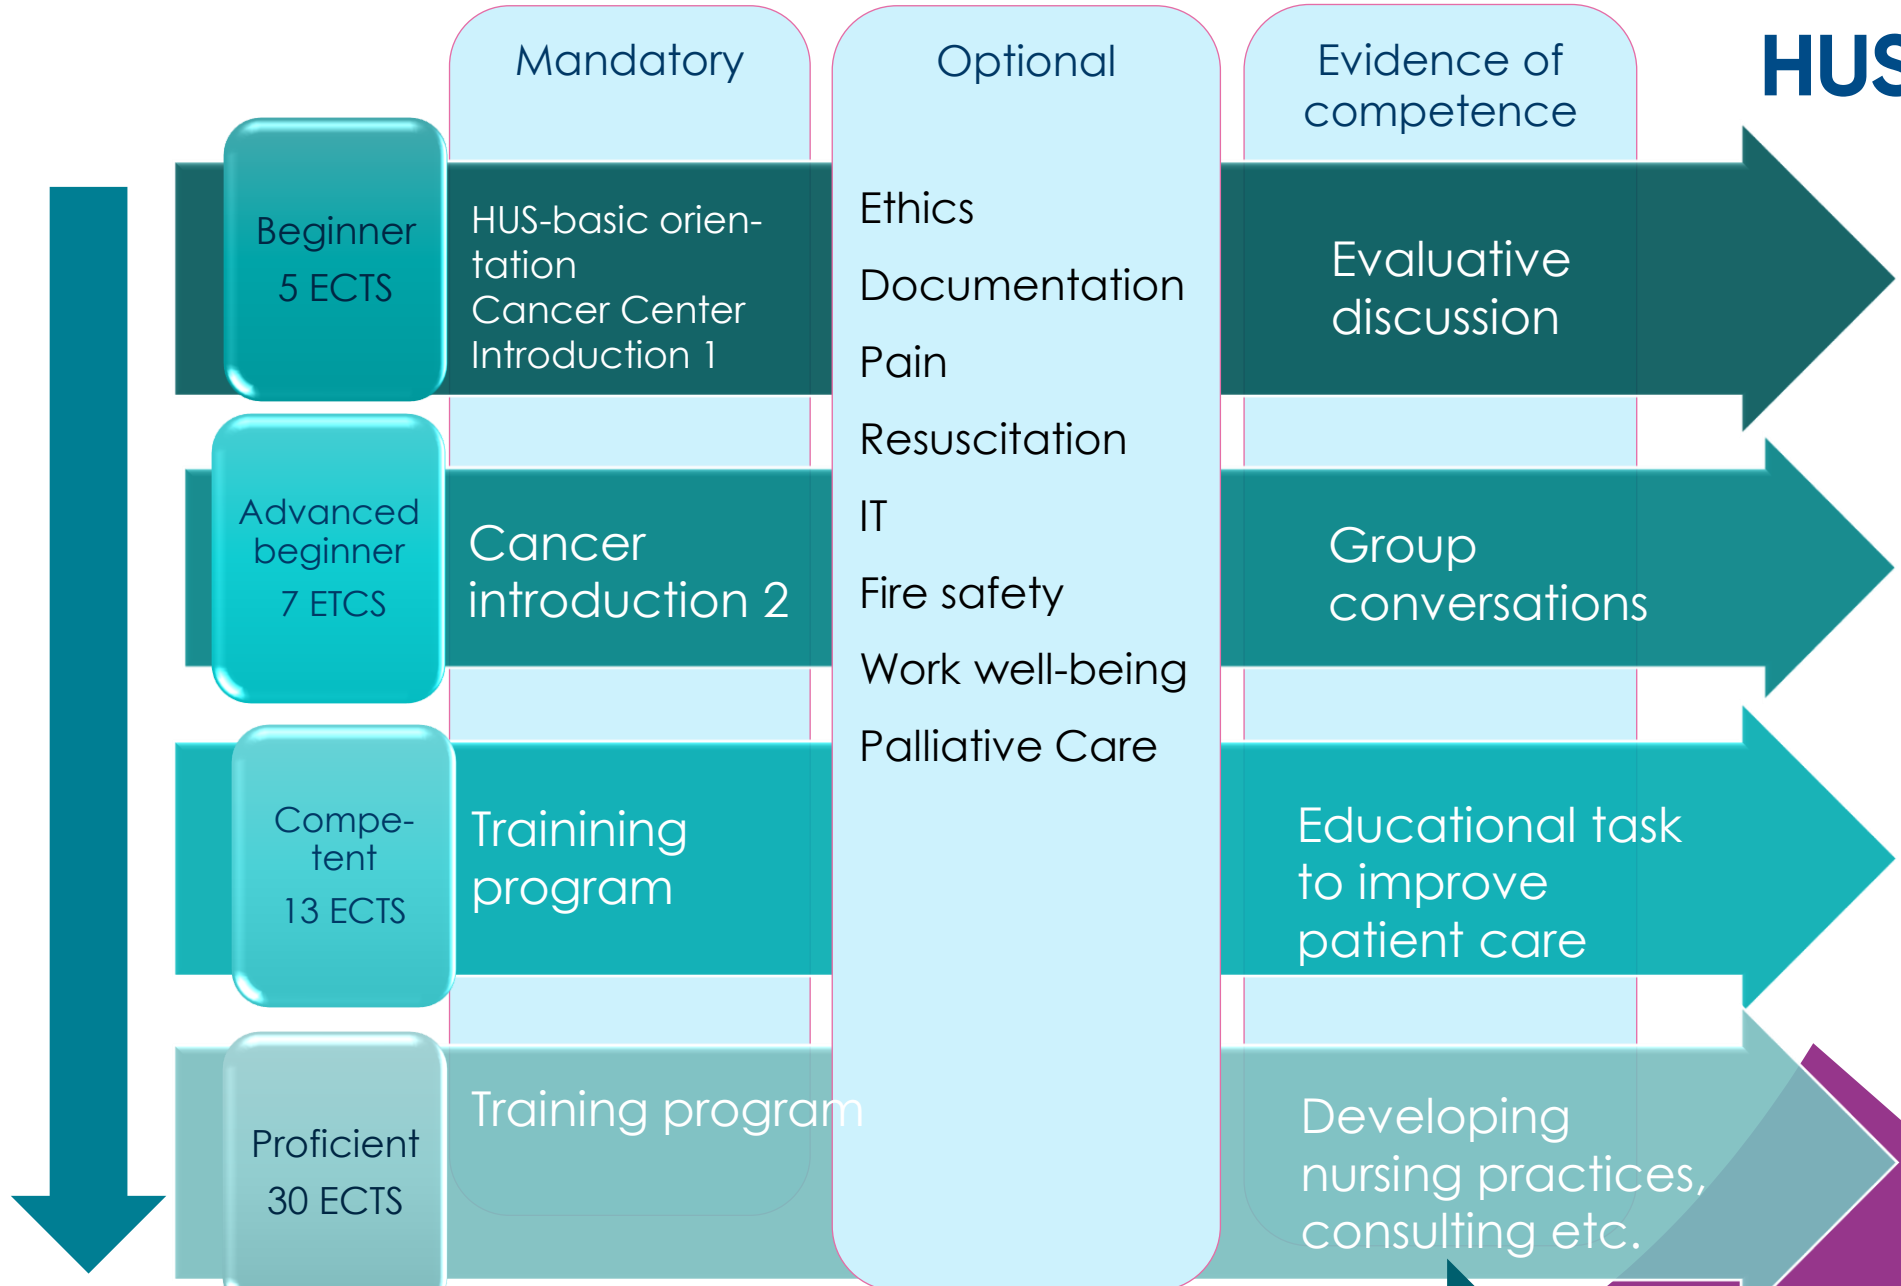 Mandatory
Optional
Evidence of
competence
HUS
Beginner
5 ECTS
HUS-basic orien-
tation
Cancer Center
Introduction 1
Ethics
Documentation
Pain
Resuscitation
IT
Fire safety
Work well-being
Palliative Care
Evaluative
discussion
Advanced
beginner
7 ETCS
Cancer
introduction 2
Group
conversations
Compe-
tent
13 ECTS
Trainining
program
Educational task
to improve
patient care
Proficient
30 ECTS
Training program
Developing
nursing practices,
consulting etc.